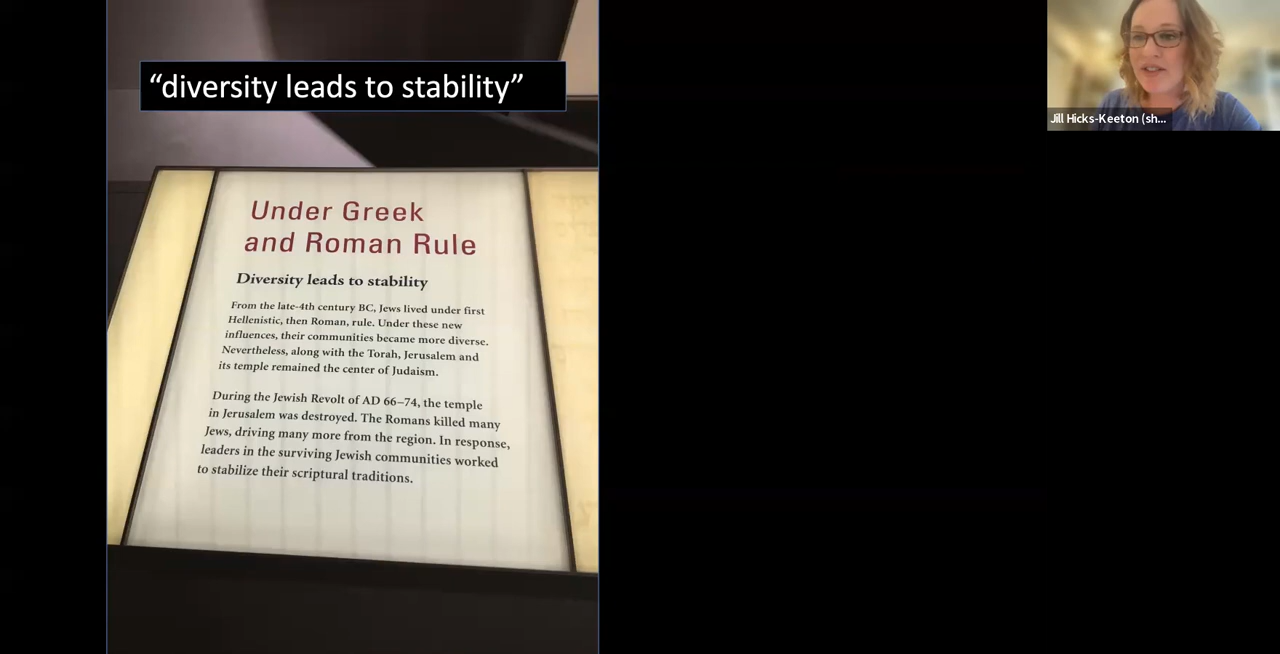 “diversity leads to stability”
Under Greek
and Roman Rule
Diversity leads to stability
From the late-4th century BC, Jews lived under first
Hellenistic, then Roman, rule. Under these new
influences, their communities became more diverse.
Nevertheless, along with the Torah, Jerusalem and
its temple remained the center of Judaism.
During the Jewish Revolt of AD 66–74, the temple
in Jerusalem was destroyed. The Romans killed many
Jews, driving many more from the region. In response,
leaders in the surviving Jewish communities worked
to stabilize their scriptural traditions.
Jill Hicks-Keeton (sh...